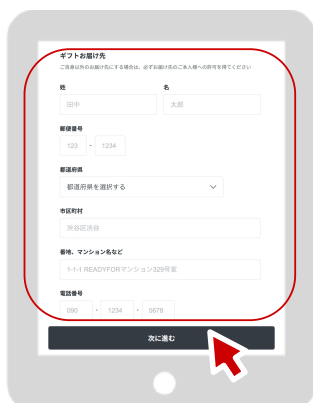 ギフトお届け先
ご自身以外のお届け先にする場合は、必ずお届け先のご本人様への許可を得てください
姓 名
田中 太郎
郵便番号
123 - 1234
都道府県
都道府県を選択する
市区町村
渋谷区渋谷
番地、マンション名など
1-1-1 READYFORマンション329号室
電話番号
090 - 1234 - 5678
次に進む